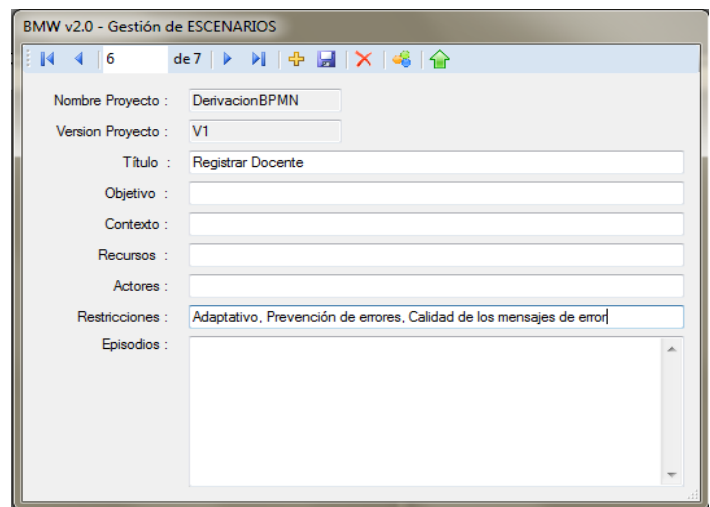 BMW v2.0 - Gestión de ESCENARIOS
6 de 7
Nombre Proyecto : DerivacionBPMN
Version Proyecto : V1
Título : Registrar Docente
Objetivo :
Contexto :
Recursos :
Actores :
Restricciones : Adaptativo, Prevención de errores, Calidad de los mensajes de error
Episodios :